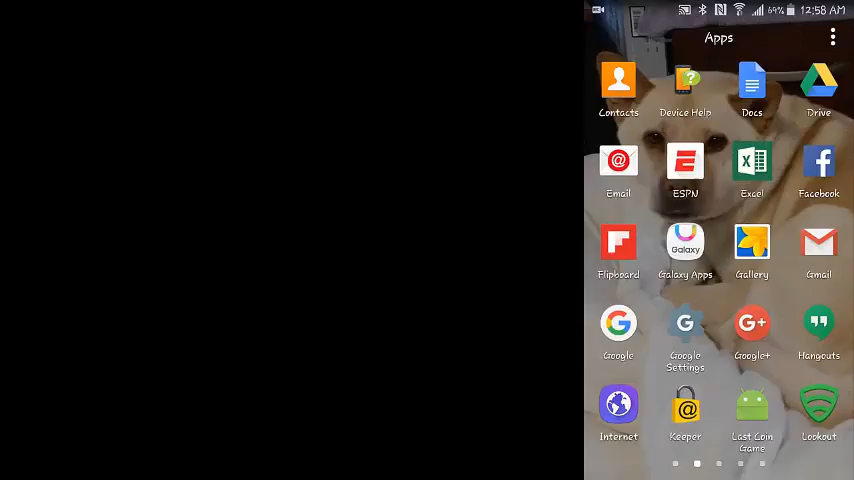 69% 12:58 AM
Apps
Contacts Device Help Docs Drive
Email ESPN Excel Facebook
Galaxy
Flipboard Galaxy Apps Gallery Gmail
Google Google Settings Google+ Hangouts
Internet Keeper Last Coin Game Lookout